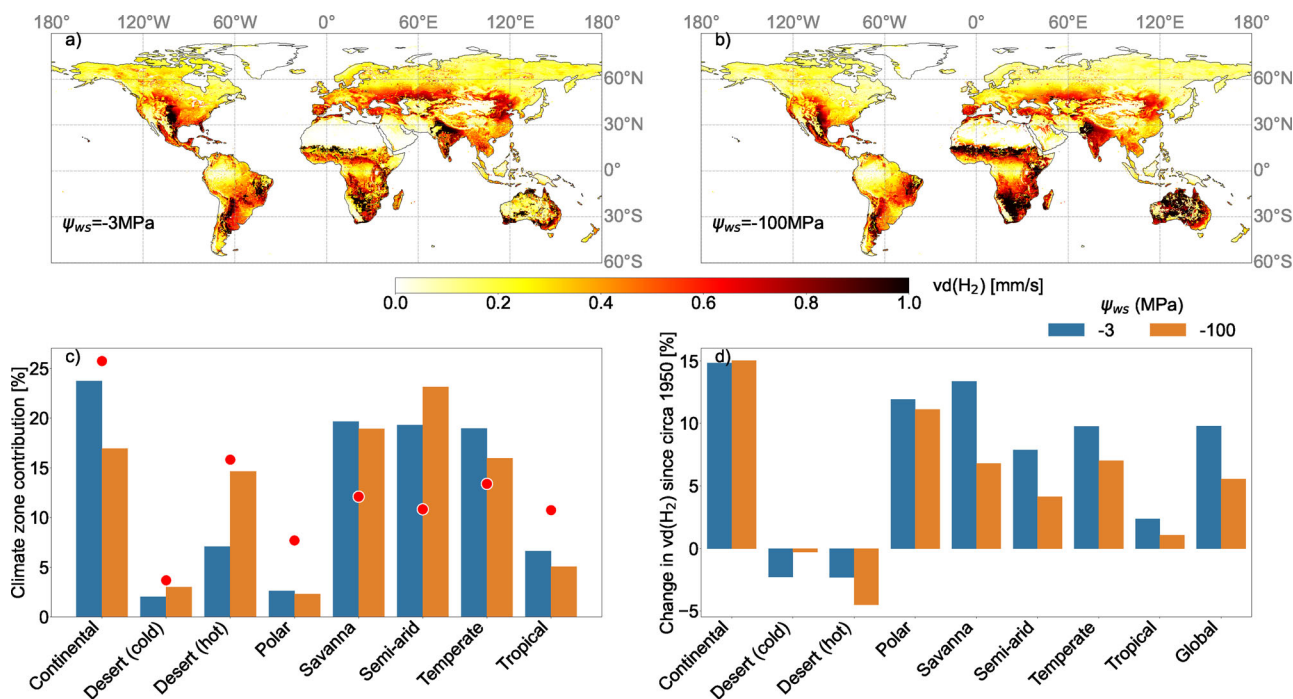 180° 120°W 60°W 0° 60°E 120°E 180°
a)
60°N
30°N
0°
30°S
60°S
ψws=-3MPa
180° 120°W 60°W 0° 60°E 120°E 180°
b)
60°N
30°N
0°
30°S
60°S
ψws=-100MPa
vd(H₂) [mm/s]
0.0 0.2 0.4 0.6 0.8 1.0
ψws (MPa)
-3 -100
c)
Climate zone contribution [%]
25
20
15
10
5
0
Continental
Desert (cold)
Desert (hot)
Polar
Savanna
Semi-arid
Temperate
Tropical
d)
Change in vd(H₂) since circa 1950 [%]
15
10
5
0
−5
Continental
Desert (cold)
Desert (hot)
Polar
Savanna
Semi-arid
Temperate
Tropical
Global